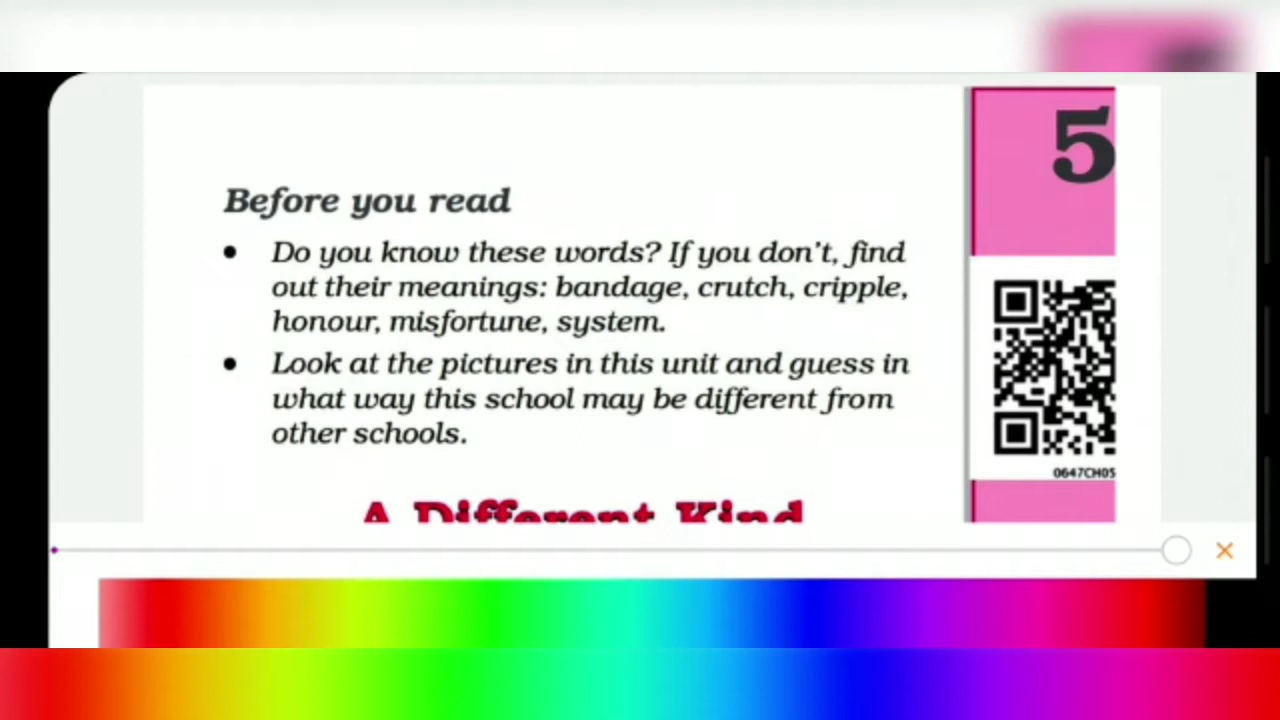 5
Before you read
• Do you know these words? If you don't, find
out their meanings: bandage, crutch, cripple,
honour, misfortune, system.
• Look at the pictures in this unit and guess in
what way this school may be different from
other schools.
0647CH05
A Different Kind